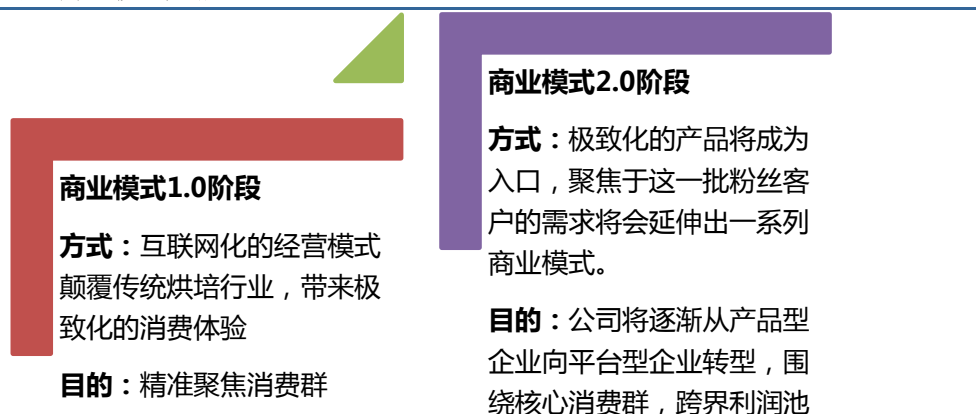 商业模式1.0阶段
方式：互联网化的经营模式
颠覆传统烘培行业，带来极
致化的消费体验
目的：精准聚焦消费群
商业模式2.0阶段
方式：极致化的产品将成为
入口，聚焦于这一批粉丝客
户的需求将会延伸出一系列
商业模式。
目的：公司将逐渐从产品型
企业向平台型企业转型，围
绕核心消费群，跨界利润池